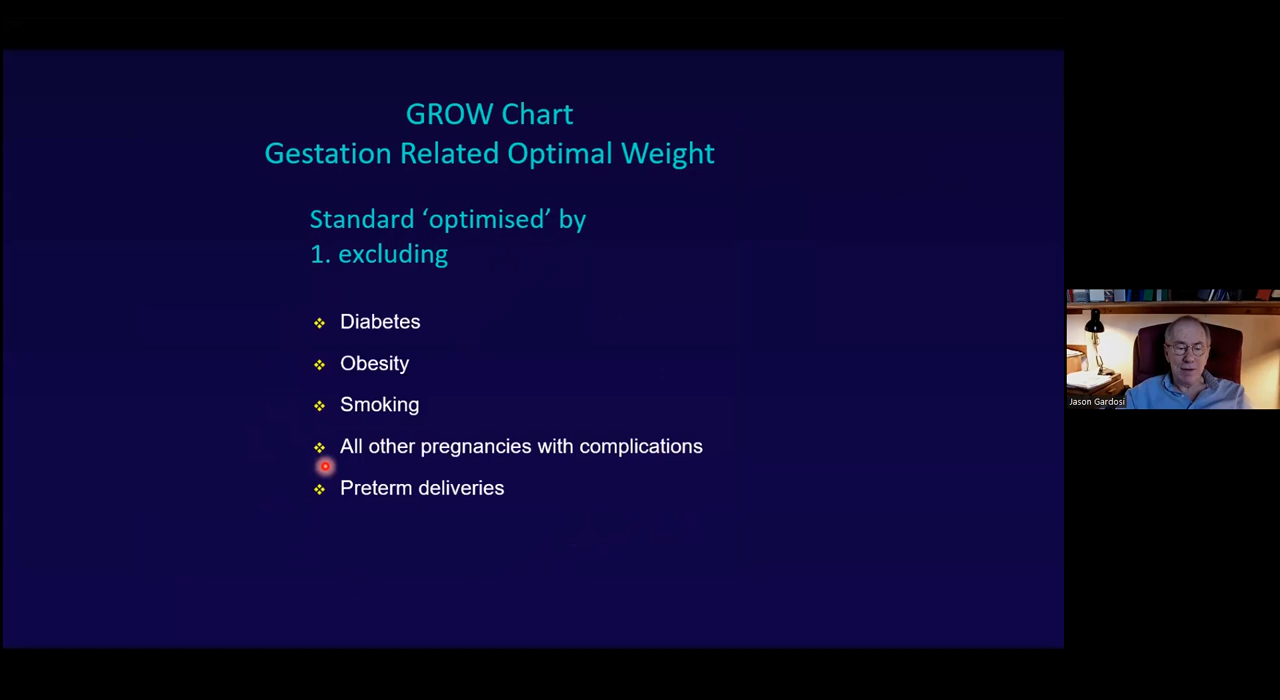 GROW Chart
Gestation Related Optimal Weight
Standard ‘optimised’ by
1. excluding
Diabetes
Obesity
Smoking
All other pregnancies with complications
Preterm deliveries
Jason Gardosi